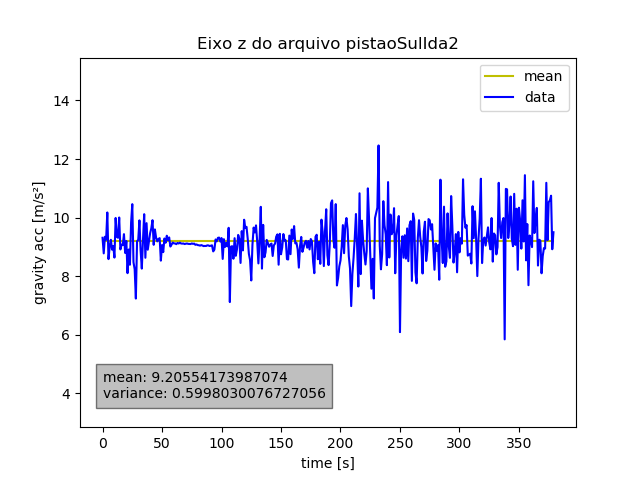 Eixo z do arquivo pistaoSulIda2
mean
data
gravity acc [m/s²]
14
12
10
8
6
4
mean: 9.20554173987074
variance: 0.5998030076727056
0 50 100 150 200 250 300 350
time [s]